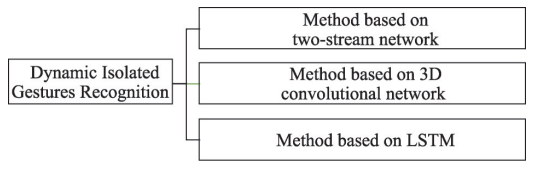 Dynamic Isolated
Gestures Recognition
Method based on
two-stream network
Method based on 3D
convolutional network
Method based on LSTM